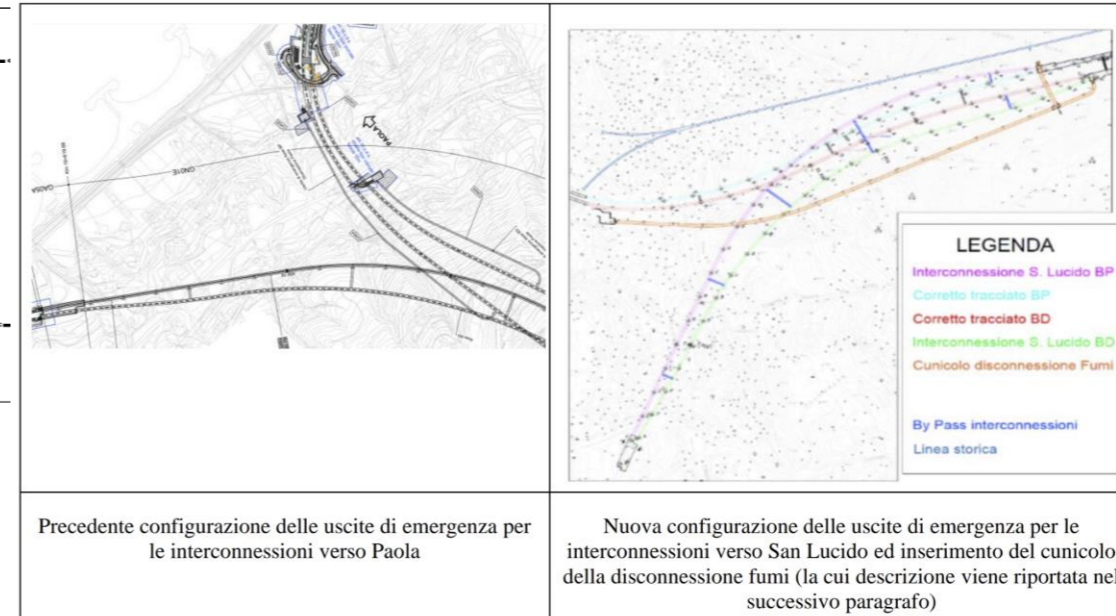 PAOLA
GA05A
GN01E
LEGENDA
Interconnessione S. Lucido BP
Corretto tracciato BP
Corretto tracciato BD
Interconnessione S. Lucido BD
Cunicolo disconnessione Fumi
By Pass interconnessioni
Linea storica
Precedente configurazione delle uscite di emergenza per
le interconnessioni verso Paola
Nuova configurazione delle uscite di emergenza per le
interconnessioni verso San Lucido ed inserimento del cunicolo
della disconnessione fumi (la cui descrizione viene riportata nel
successivo paragrafo)